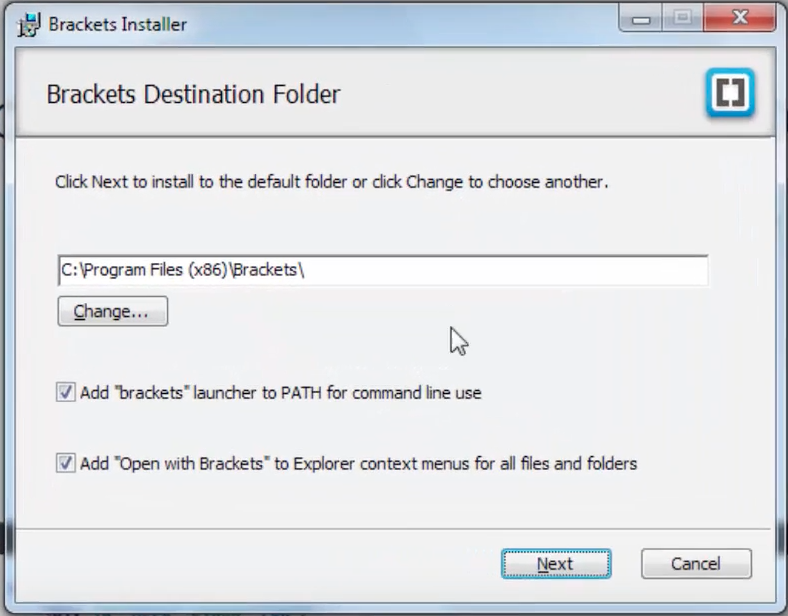 Brackets Installer
Brackets Destination Folder
Click Next to install to the default folder or click Change to choose another.
C:\Program Files (x86)\Brackets\
Change...
Add "brackets" launcher to PATH for command line use
Add "Open with Brackets" to Explorer context menus for all files and folders
Next Cancel